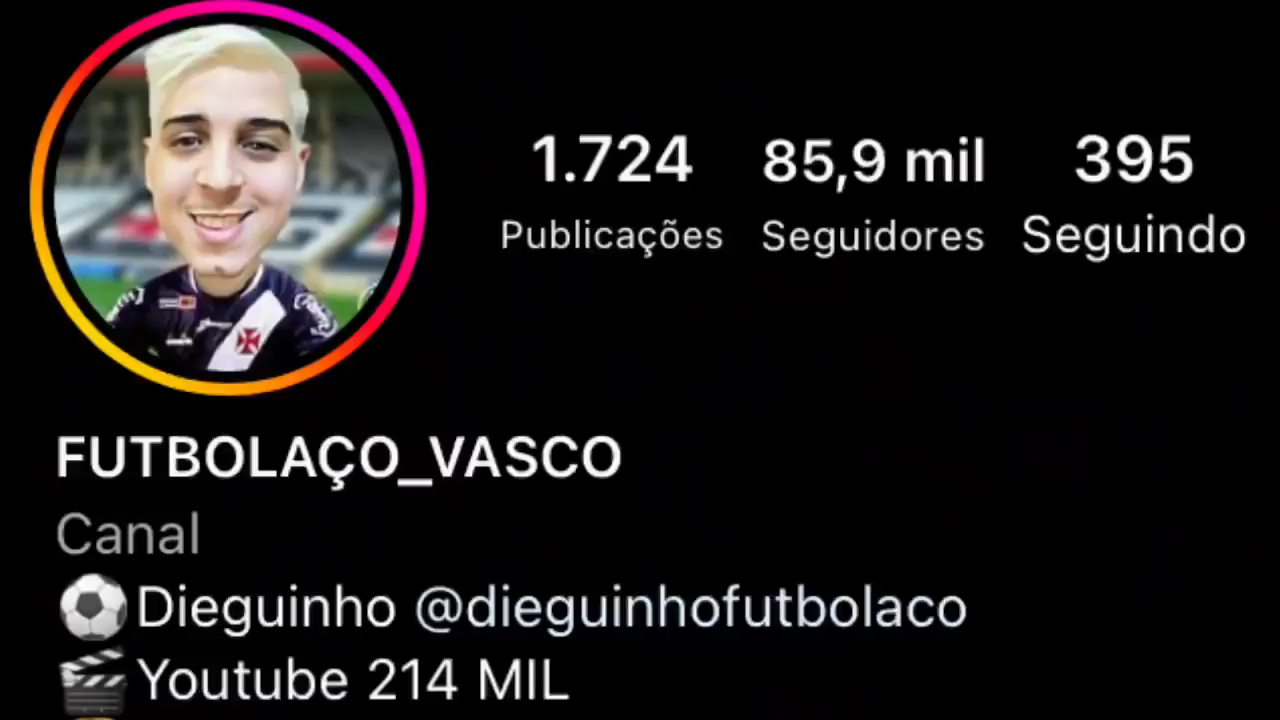 1.724 85,9 mil 395
Publicações Seguidores Seguindo
FUTBOLAÇO_VASCO
Canal
Dieguinho @dieguinhofutbolaco
Youtube 214 MIL